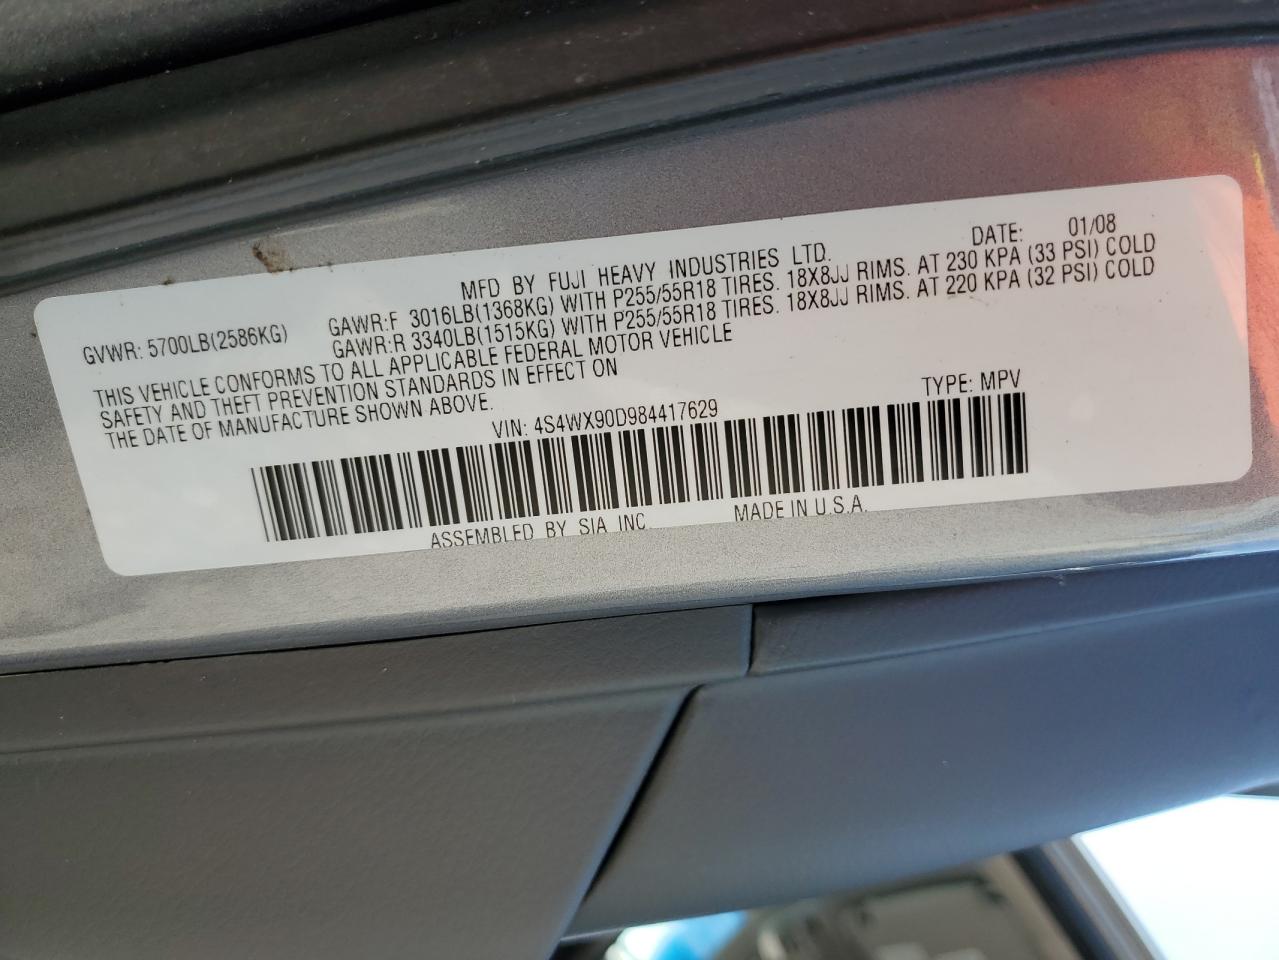 MFD BY FUJI HEAVY INDUSTRIES LTD. DATE: 01/08
GVWR: 5700LB(2586KG) GAWR:F 3016LB(1368KG) WITH P255/55R18 TIRES. 18X8JJ RIMS. AT 230 KPA (33 PSI) COLD
GAWR:R 3340LB(1515KG) WITH P255/55R18 TIRES. 18X8JJ RIMS. AT 220 KPA (32 PSI) COLD
THIS VEHICLE CONFORMS TO ALL APPLICABLE FEDERAL MOTOR VEHICLE
SAFETY AND THEFT PREVENTION STANDARDS IN EFFECT ON
THE DATE OF MANUFACTURE SHOWN ABOVE.
VIN: 4S4WX90D984417629 TYPE: MPV
ASSEMBLED BY SIA INC. MADE IN U.S.A.